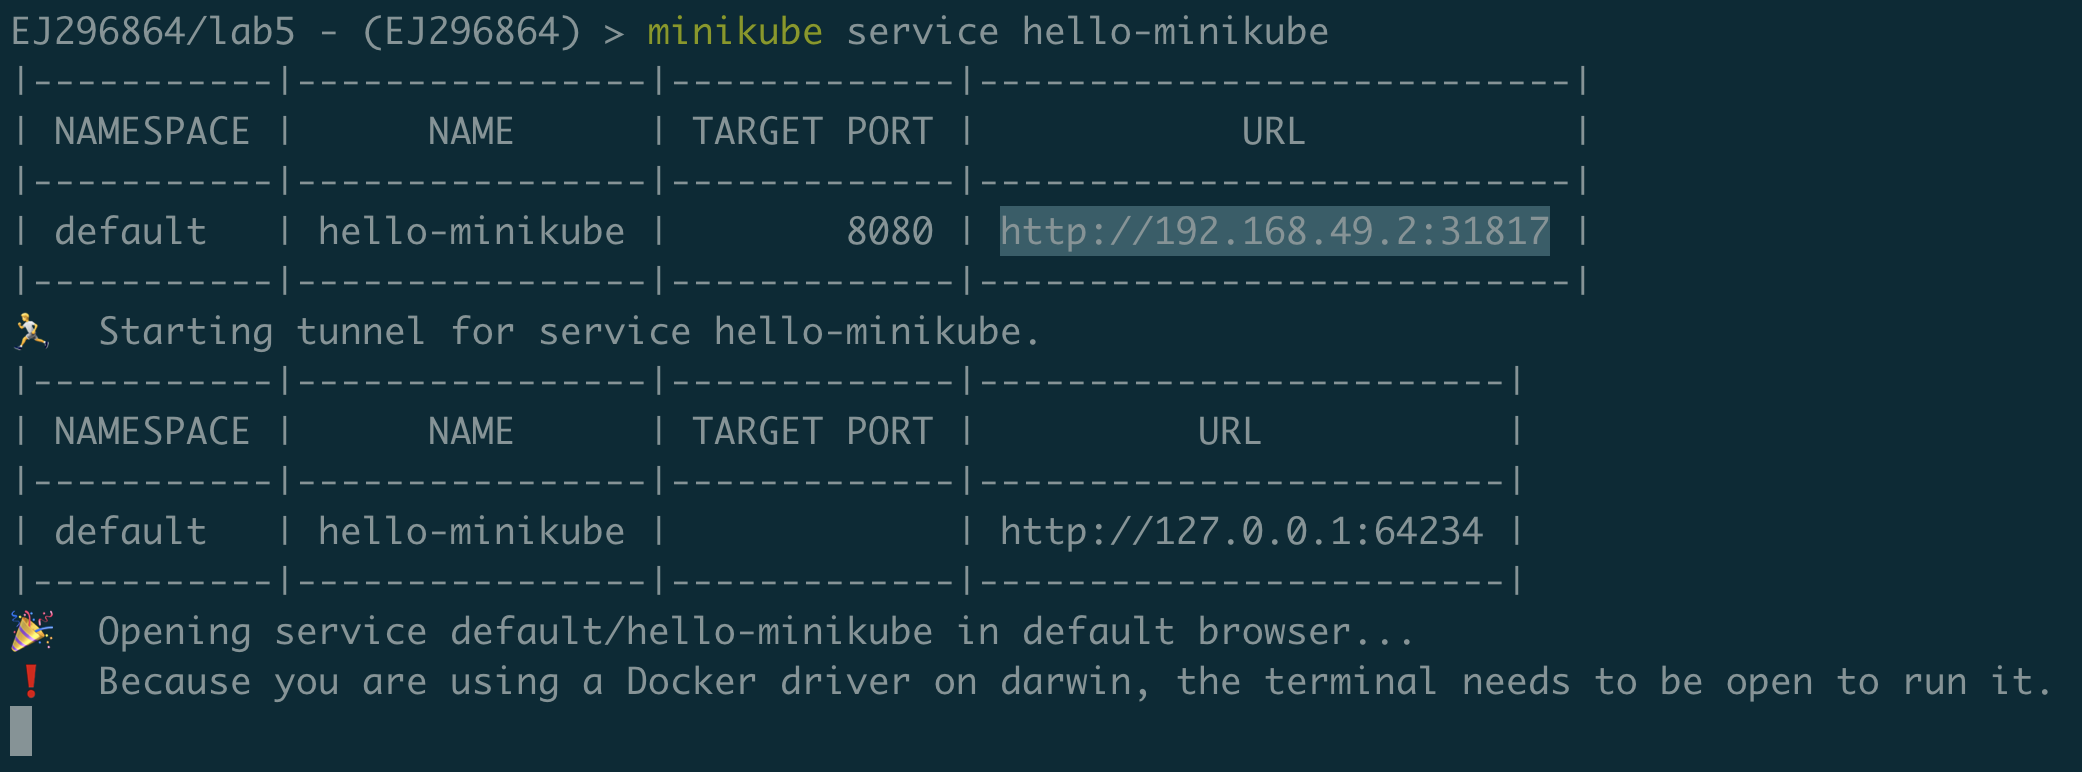 EJ296864/lab5 - (EJ296864) > minikube service hello-minikube
|-----------|----------------|-------------|---------------------------|
| NAMESPACE |      NAME      | TARGET PORT |            URL            |
|-----------|----------------|-------------|---------------------------|
| default   | hello-minikube |        8080 | http://192.168.49.2:31817 |
|-----------|----------------|-------------|---------------------------|
🏃  Starting tunnel for service hello-minikube.
|-----------|----------------|-------------|------------------------|
| NAMESPACE |      NAME      | TARGET PORT |          URL           |
|-----------|----------------|-------------|------------------------|
| default   | hello-minikube |             | http://127.0.0.1:64234 |
|-----------|----------------|-------------|------------------------|
🎉  Opening service default/hello-minikube in default browser...
❗  Because you are using a Docker driver on darwin, the terminal needs to be open to run it.